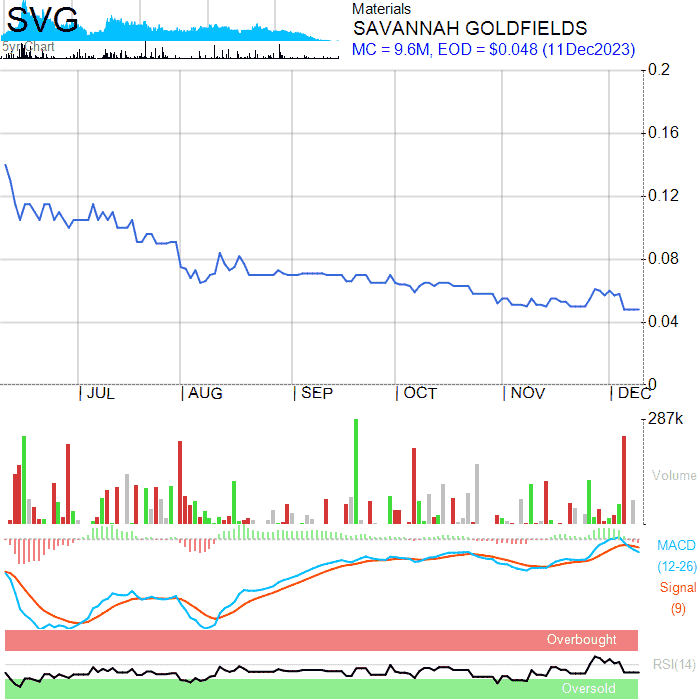 SVG
5yr Chart
Materials
SAVANNAH GOLDFIELDS
MC = 9.6M, EOD = $0.048 (11Dec2023)
0.2
0.16
0.12
0.08
0.04
0
JUL AUG SEP OCT NOV DEC
287k
Volume
MACD
(12-26)
Signal
(9)
Overbought
RSI(14)
Oversold